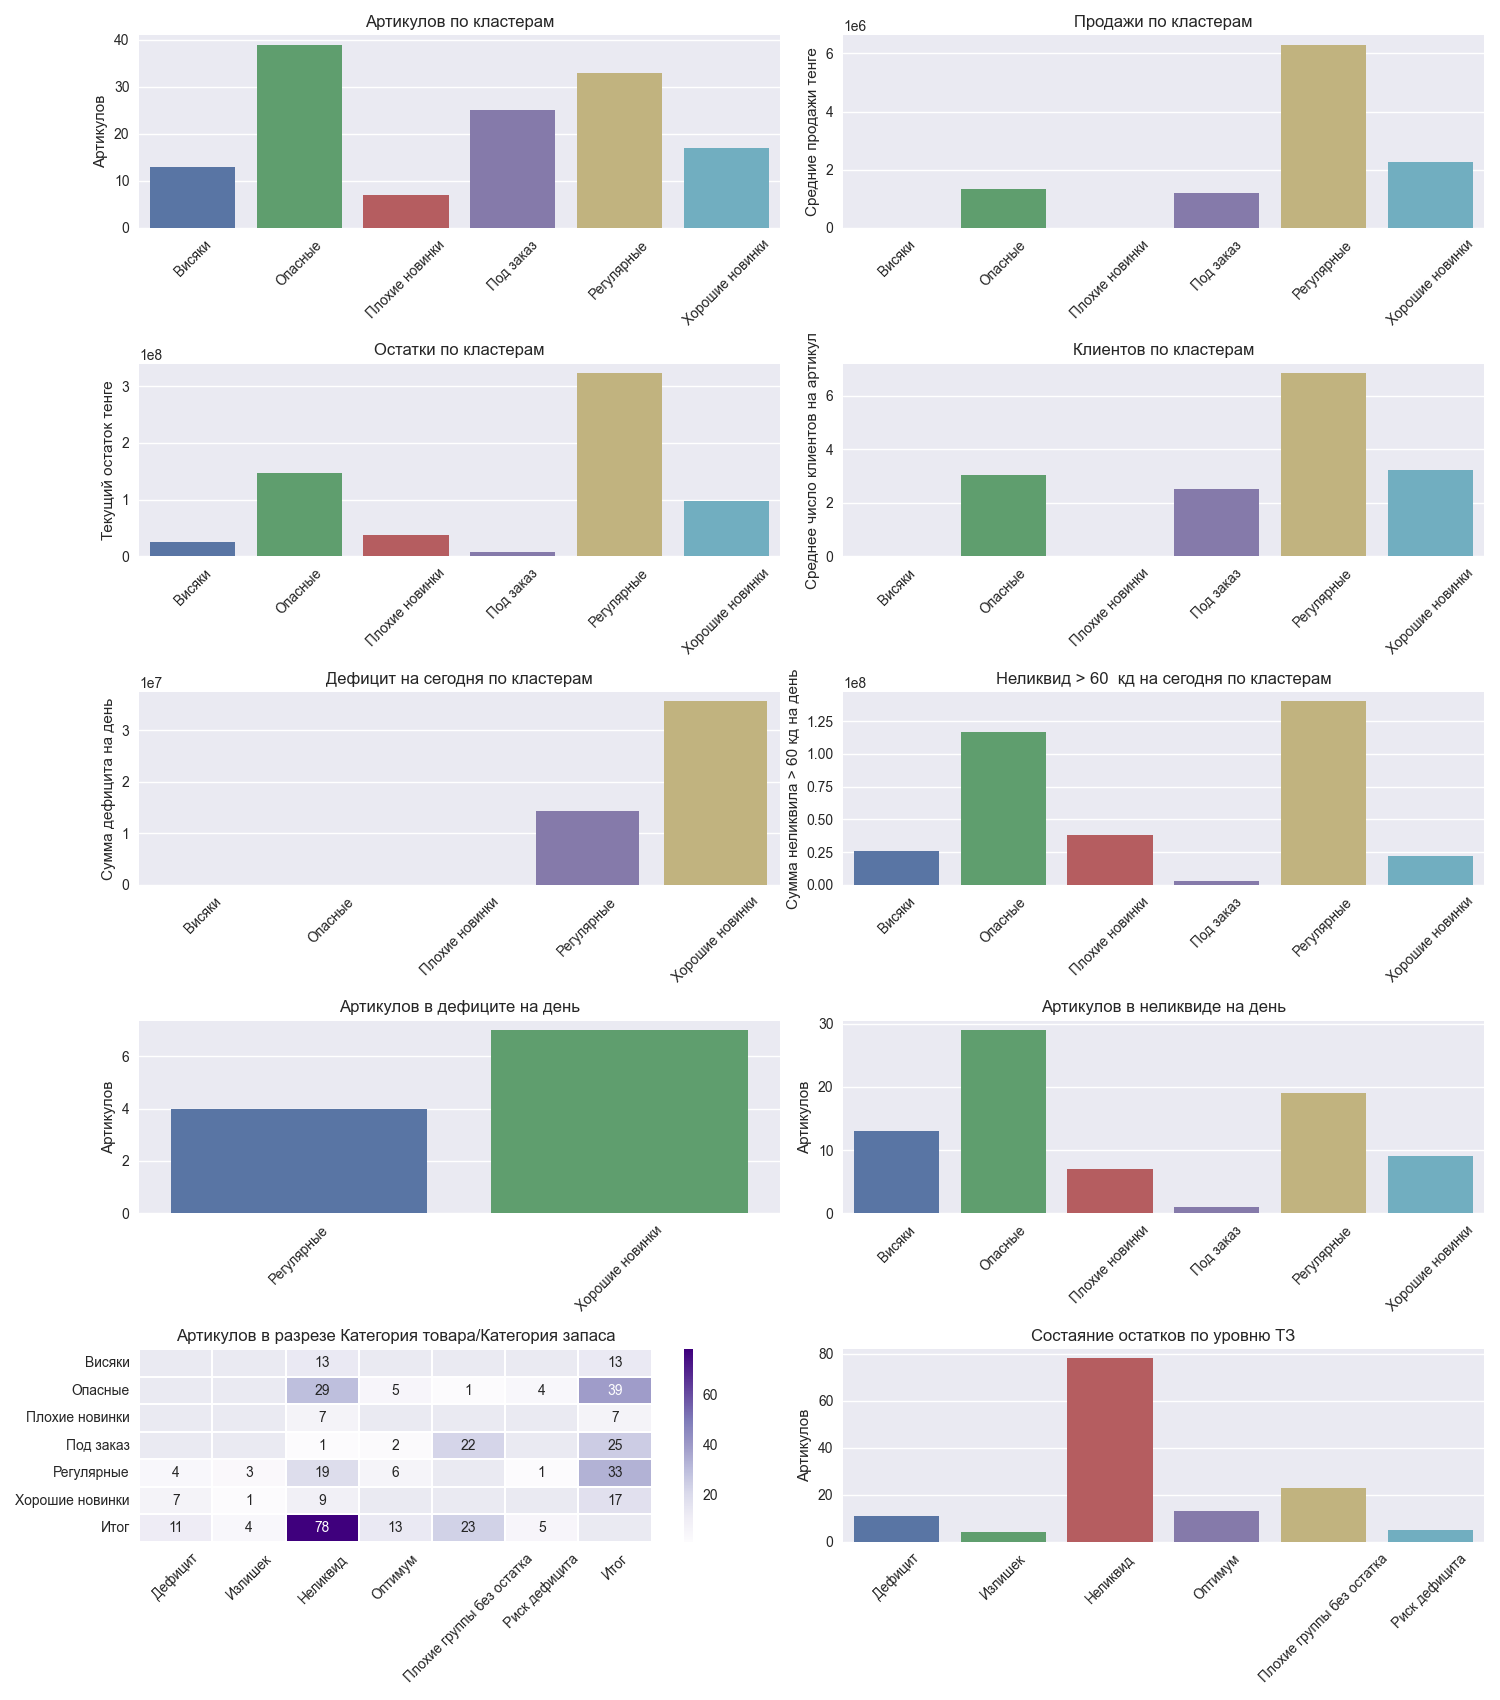 Артикулов по кластерам
Артикулов
40
30
20
10
0
Висяки
Опасные
Плохие новинки
Под заказ
Регулярные
Хорошие новинки
Продажи по кластерам
1e6
Средние продажи тенге
6
4
2
0
Висяки
Опасные
Плохие новинки
Под заказ
Регулярные
Хорошие новинки
Остатки по кластерам
1e8
Текущий остаток тенге
3
2
1
0
Висяки
Опасные
Плохие новинки
Под заказ
Регулярные
Хорошие новинки
Клиентов по кластерам
Среднее число клиентов на артикул
6
4
2
0
Висяки
Опасные
Плохие новинки
Под заказ
Регулярные
Хорошие новинки
Дефицит на сегодня по кластерам
1e7
Сумма дефицита на день
3
2
1
0
Висяки
Опасные
Плохие новинки
Регулярные
Хорошие новинки
Неликвид > 60 кд на сегодня по кластерам
1e8
Сумма неликвила > 60 кд на день
1.25
1.00
0.75
0.50
0.25
0.00
Висяки
Опасные
Плохие новинки
Под заказ
Регулярные
Хорошие новинки
Артикулов в дефиците на день
Артикулов
6
4
2
0
Регулярные
Хорошие новинки
Артикулов в неликвиде на день
Артикулов
30
20
10
0
Висяки
Опасные
Плохие новинки
Под заказ
Регулярные
Хорошие новинки
Артикулов в разрезе Категория товара/Категория запаса
Висяки 13 13
Опасные 29 5 1 4 39
Плохие новинки 7 7
Под заказ 1 2 22 25
Регулярные 4 3 19 6 1 33
Хорошие новинки 7 1 9 17
Итог 11 4 78 13 23 5
Дефицит
Излишек
Неликвид
Оптимум
Плохие группы без остатка
Риск дефицита
Итог
60
40
20
Состаяние остатков по уровню ТЗ
Артикулов
80
60
40
20
0
Дефицит
Излишек
Неликвид
Оптимум
Плохие группы без остатка
Риск дефицита